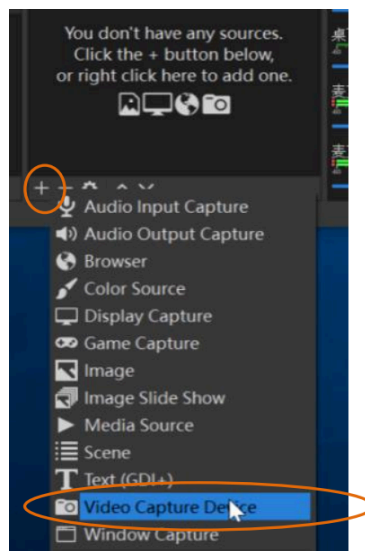 You don't have any sources.
Click the + button below,
or right click here to add one.
Audio Input Capture
Audio Output Capture
Browser
Color Source
Display Capture
Game Capture
Image
Image Slide Show
Media Source
Scene
Text (GDI+)
Video Capture Device
Window Capture